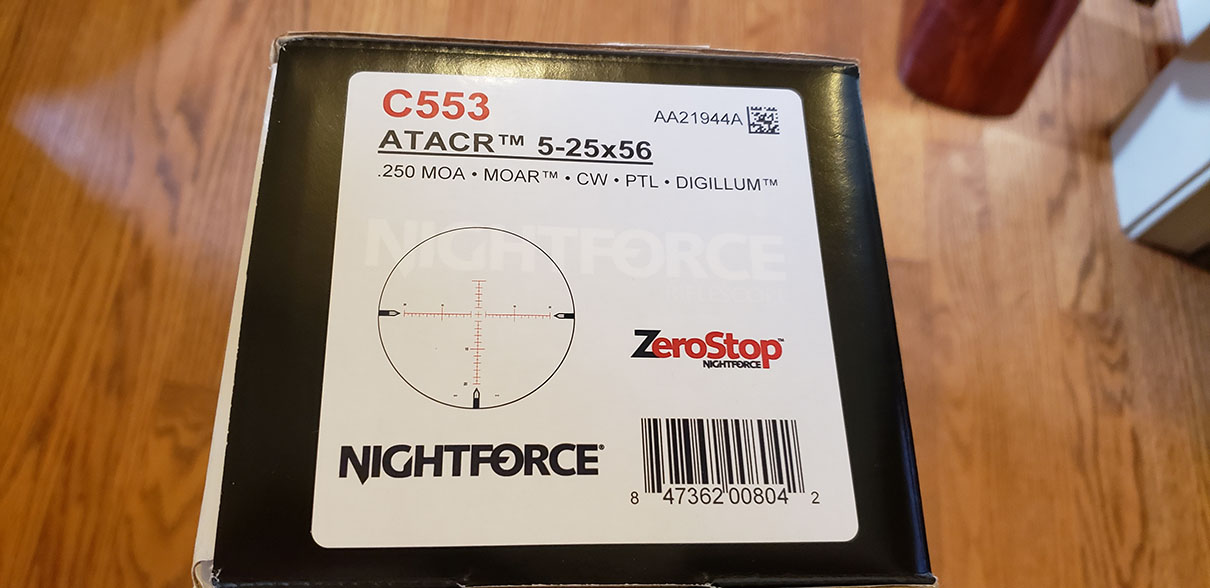 C553
AA21944A
ATACR™ 5-25x56
.250 MOA • MOAR™ • CW • PTL • DIGILLUM™
NIGHTFORCE
RIFLESCOPE
ZeroStop™
NIGHTFORCE
NIGHTFORCE®
8 47362 00804 2